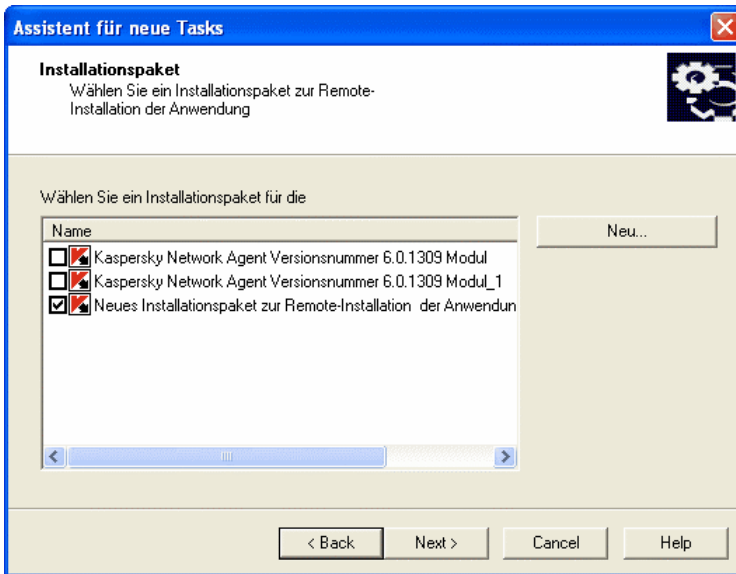 Assistent für neue Tasks
Installationspaket
Wählen Sie ein Installationspaket zur Remote-
Installation der Anwendung
Wählen Sie ein Installationspaket für die
Neu...
Name
Kaspersky Network Agent Versionsnummer 6.0.1309 Modul
Kaspersky Network Agent Versionsnummer 6.0.1309 Modul_1
Neues Installationspaket zur Remote-Installation der Anwendun
< Back
Next >
Cancel
Help